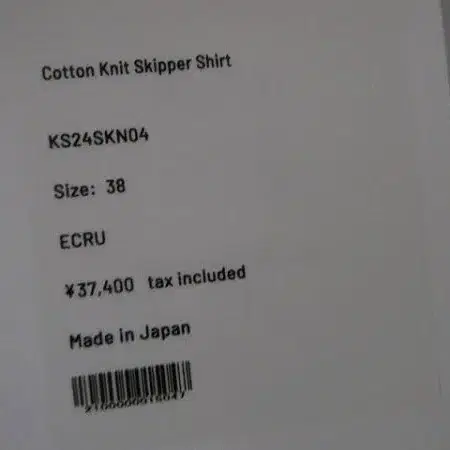 Cotton Knit Skipper Shirt
KS24SKN04
Size: 38
ECRU
¥37,400 tax included
Made in Japan